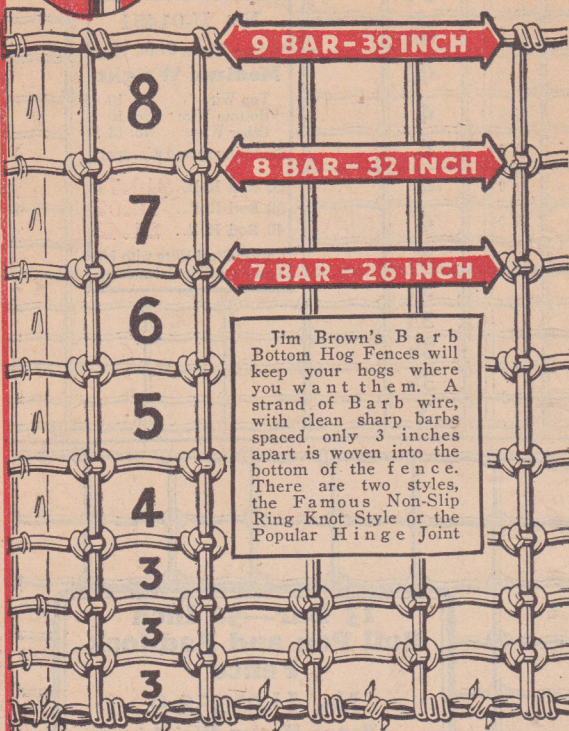 9 BAR - 39 INCH
8
8 BAR - 32 INCH
7
7 BAR - 26 INCH
6
Jim Brown's Barb
Bottom Hog Fences will
keep your hogs where
you want them. A
strand of Barb wire,
with clean sharp barbs
spaced only 3 inches
apart is woven into the
bottom of the fence.
There are two styles,
the Famous Non-Slip
Ring Knot Style or the
Popular Hinge Joint
5
4
3
3
3